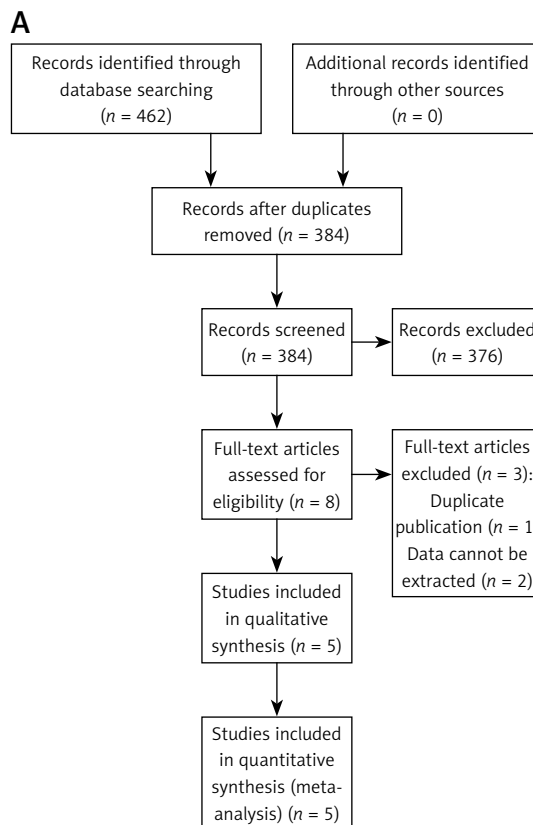 A
Records identified through
database searching
(n = 462)
Additional records identified
through other sources
(n = 0)
Records after duplicates
removed (n = 384)
Records screened
(n = 384)
Records excluded
(n = 376)
Full-text articles
assessed for
eligibility (n = 8)
Full-text articles
excluded (n = 3):
Duplicate
publication (n = 1
Data cannot be
extracted (n = 2)
Studies included
in qualitative
synthesis (n = 5)
Studies included
in quantitative
synthesis (meta-
analysis) (n = 5)